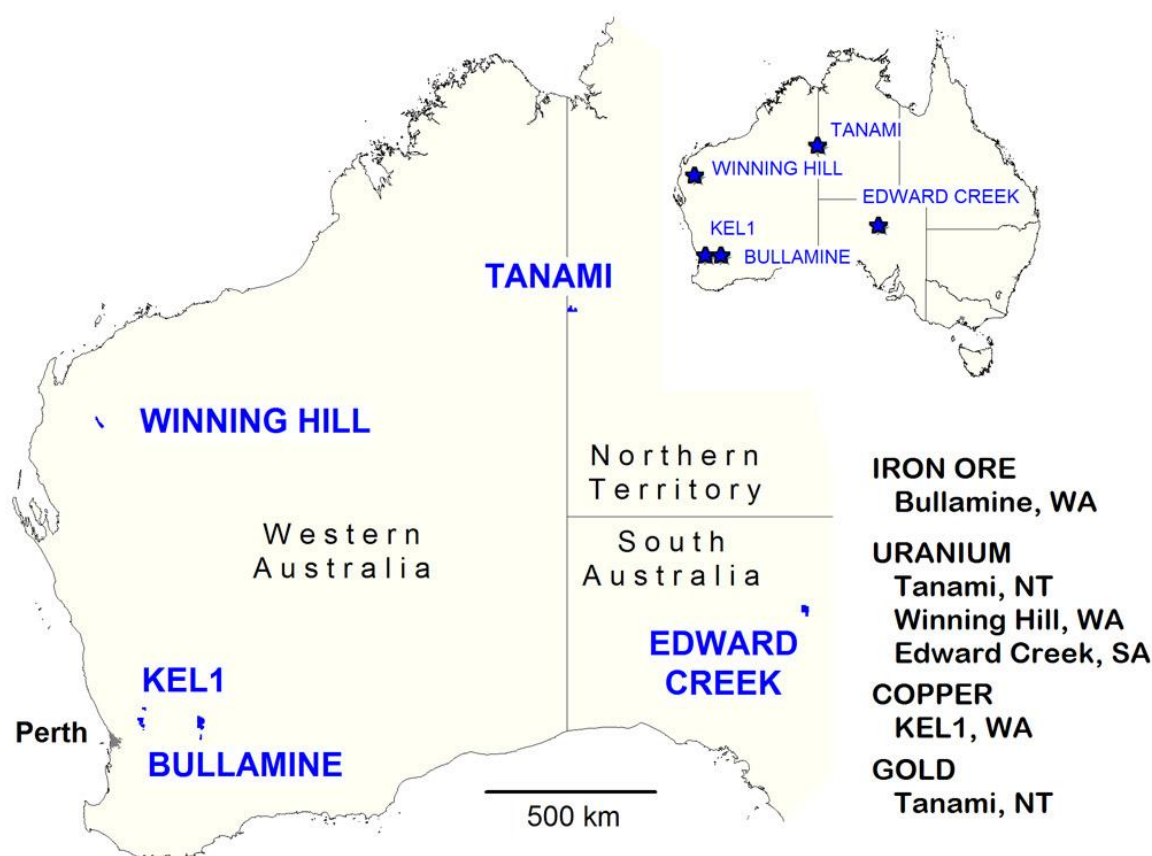 TANAMI
WINNING HILL
EDWARD CREEK
KEL1
BULLAMINE
TANAMI
WINNING HILL
Northern
Territory
Western
Australia
South
Australia
EDWARD
CREEK
KEL1
Perth
BULLAMINE
500 km
IRON ORE
Bullamine, WA
URANIUM
Tanami, NT
Winning Hill, WA
Edward Creek, SA
COPPER
KEL1, WA
GOLD
Tanami, NT